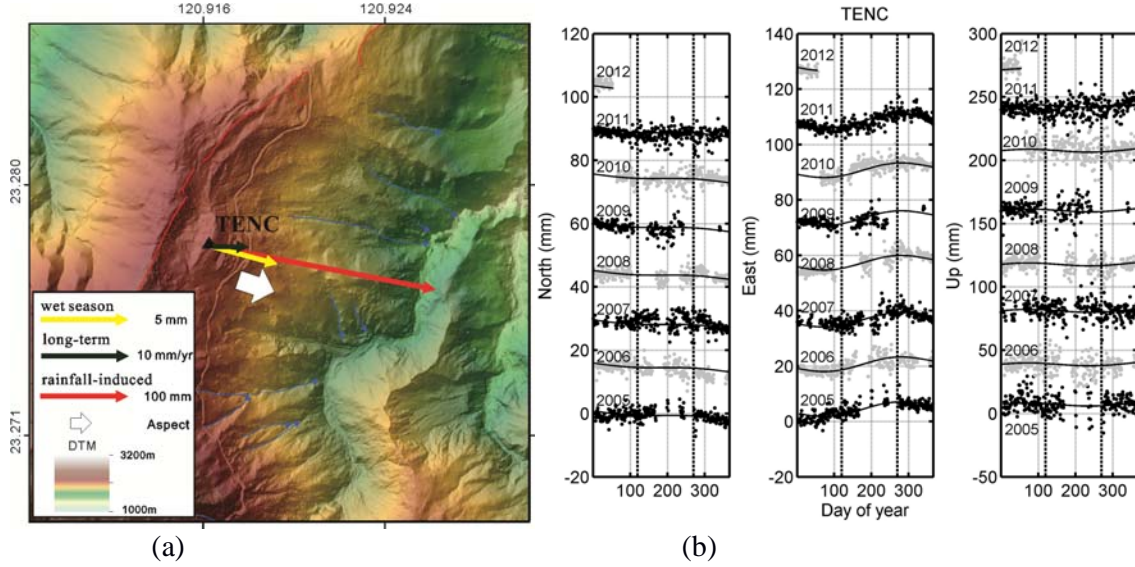 120.916
120.924
23.280
23.271
TENC
wet season
5 mm
long-term
10 mm/yr
rainfall-induced
100 mm
Aspect
DTM
3200m
1000m
(a)
TENC
North (mm)
120
100
80
60
40
20
0
-20
2012
2011
2010
2009
2008
2007
2006
2005
100 200 300
East (mm)
140
120
100
80
60
40
20
0
-20
2012
2011
2010
2009
2008
2007
2006
2005
100 200 300
Day of year
Up (mm)
300
250
200
150
100
50
0
-50
2012
2011
2010
2009
2008
2007
2006
2005
100 200 300
(b)